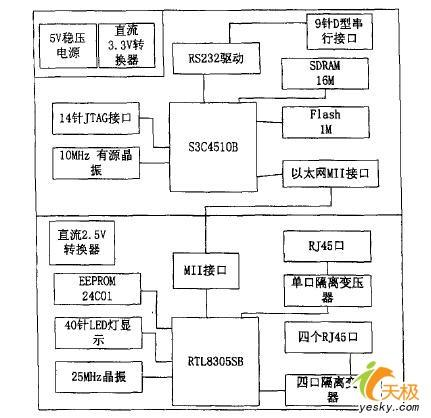 5V稳压
电源
直流
3.3V转
换器
9针D型串
行接口
RS232驱动
SDRAM
16M
14针JTAG接口
S3C4510B
Flash
1M
10MHz 有源晶
振
以太网MII接口
直流2.5V
转换器
MII接口
RJ45口
EEPROM
24C01
单口隔离变压
器
40针LED灯显
示
RTL8305SB
四个RJ45口
25MHz晶振
四口隔离变
器
天极
yesky.com